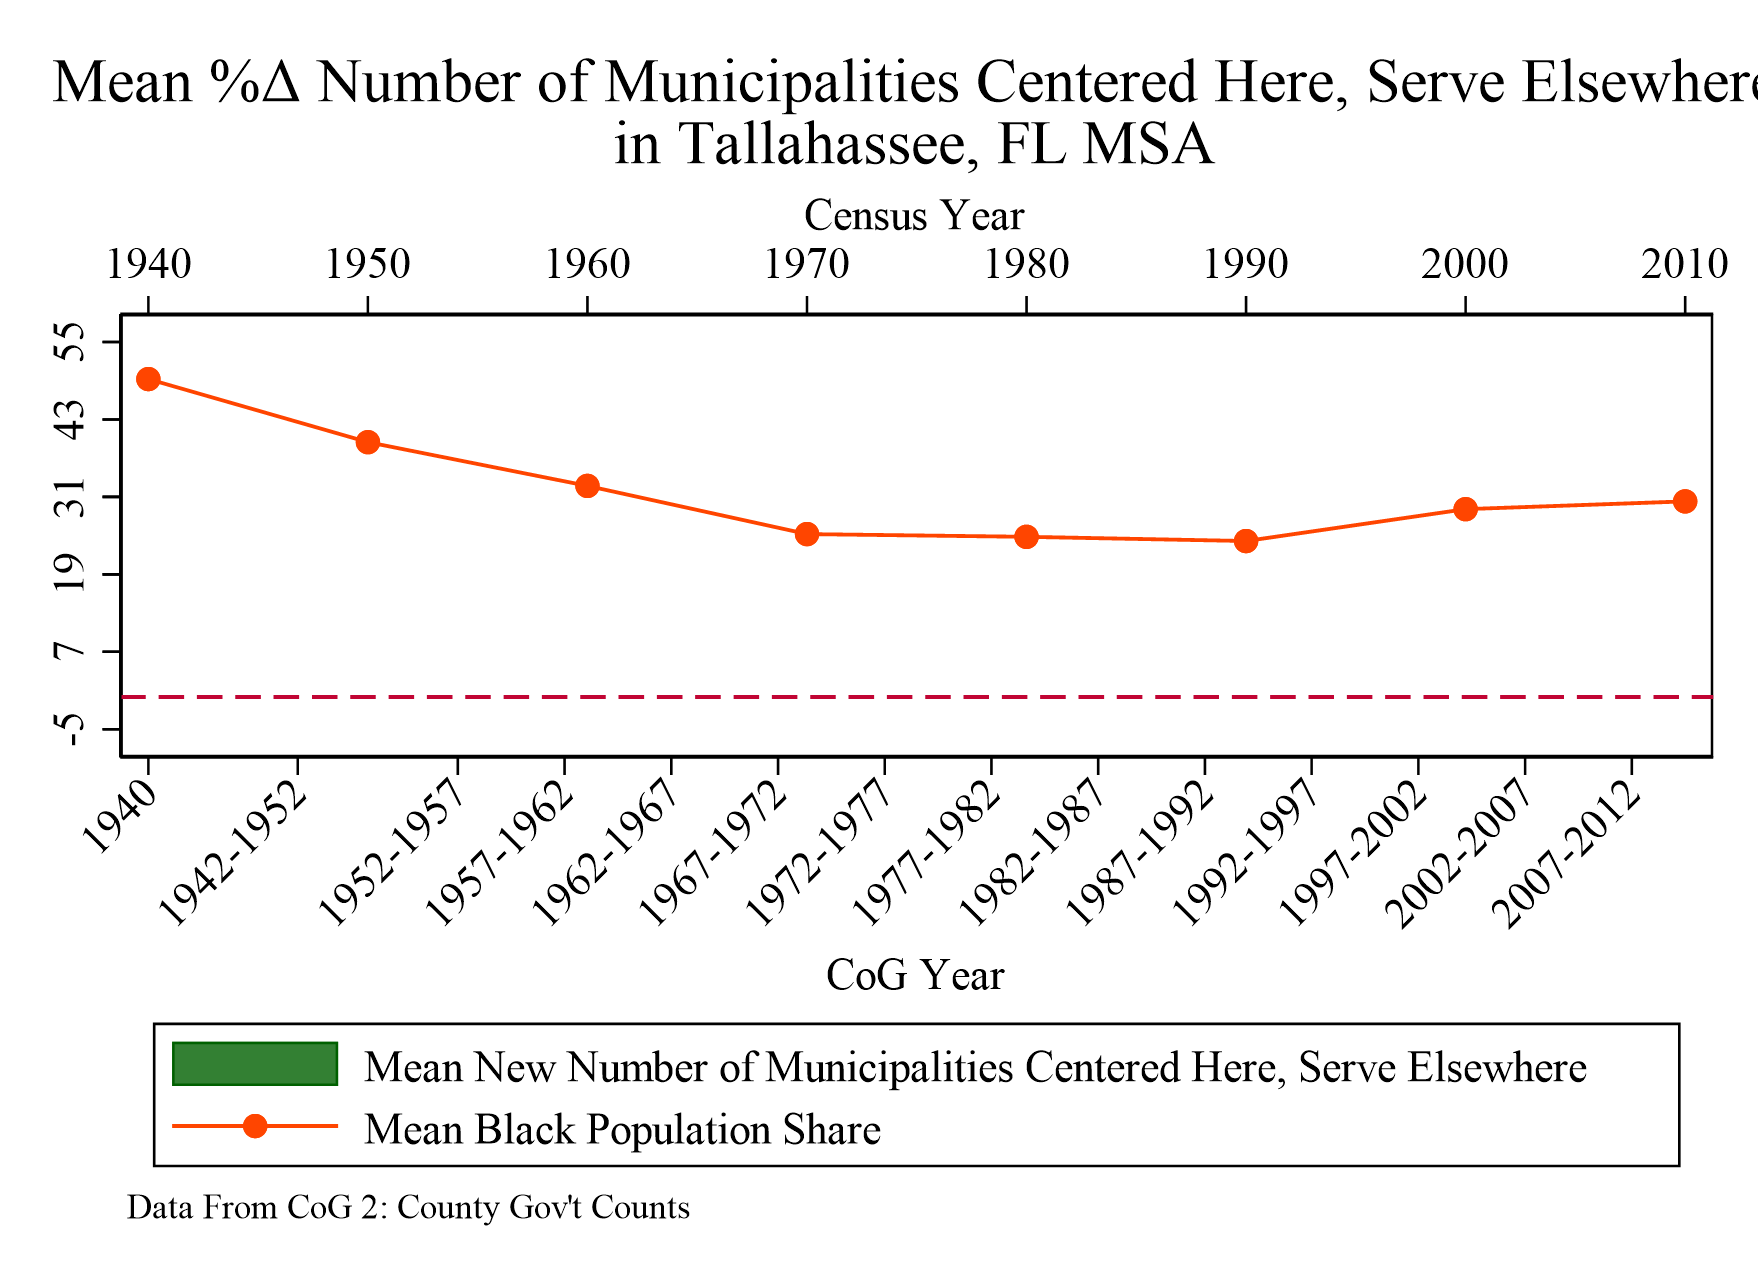 Mean %Δ Number of Municipalities Centered Here, Serve Elsewhere
in Tallahassee, FL MSA
Census Year
1940 1950 1960 1970 1980 1990 2000 2010
55
43
31
19
7
-5
1940 1942-1952 1952-1957 1957-1962 1962-1967 1967-1972 1972-1977 1977-1982 1982-1987 1987-1992 1992-1997 1997-2002 2002-2007 2007-2012
CoG Year
Mean New Number of Municipalities Centered Here, Serve Elsewhere
Mean Black Population Share
Data From CoG 2: County Gov't Counts